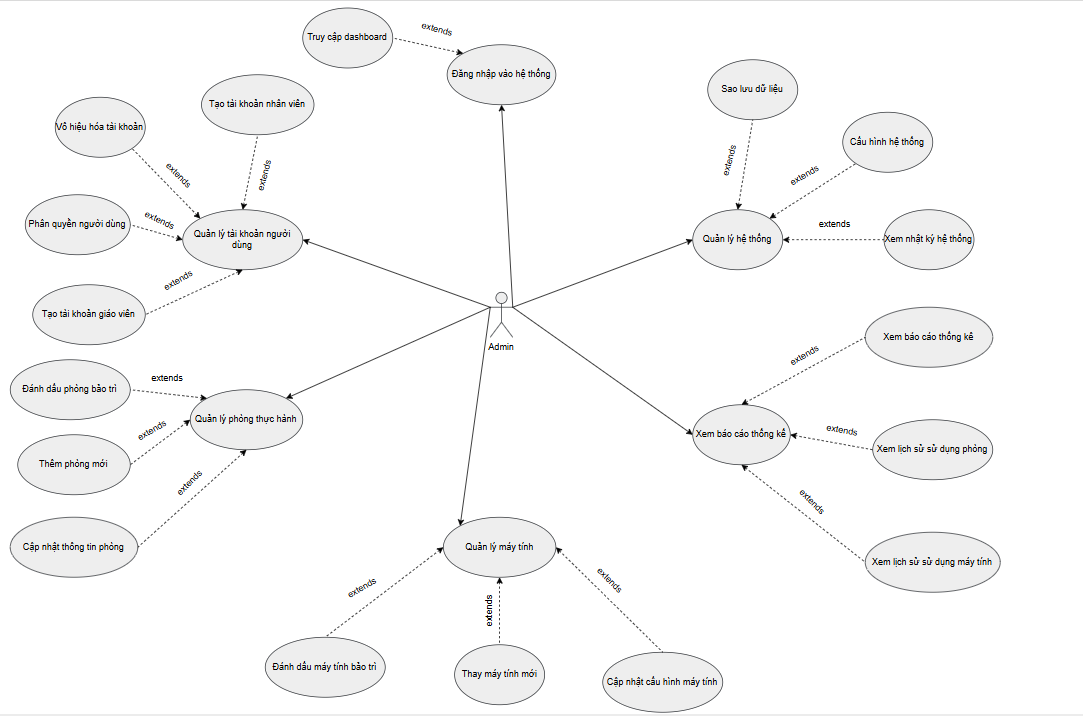 extends
Truy cập dashboard
Đăng nhập vào hệ thống
Sao lưu dữ liệu
Tạo tài khoản nhân viên
Vô hiệu hóa tài khoản
Cấu hình hệ thống
extends
extends
extends
extends
Phân quyền người dùng
extends
extends
Quản lý tài khoản người
dùng
Quản lý hệ thống
extends
Xem nhật ký hệ thống
extends
Tạo tài khoản giáo viên
Admin
Xem báo cáo thống kê
extends
extends
Đánh dấu phòng bảo trì
Quản lý phòng thực hành
extends
Xem báo cáo thống kê
extends
Xem lịch sử sử dụng phòng
Thêm phòng mới
extends
extends
Cập nhật thông tin phòng
Quản lý máy tính
Xem lịch sử sử dụng máy tính
extends
extends
extends
Đánh dấu máy tính bảo trì
Thay máy tính mới
Cập nhật cấu hình máy tính